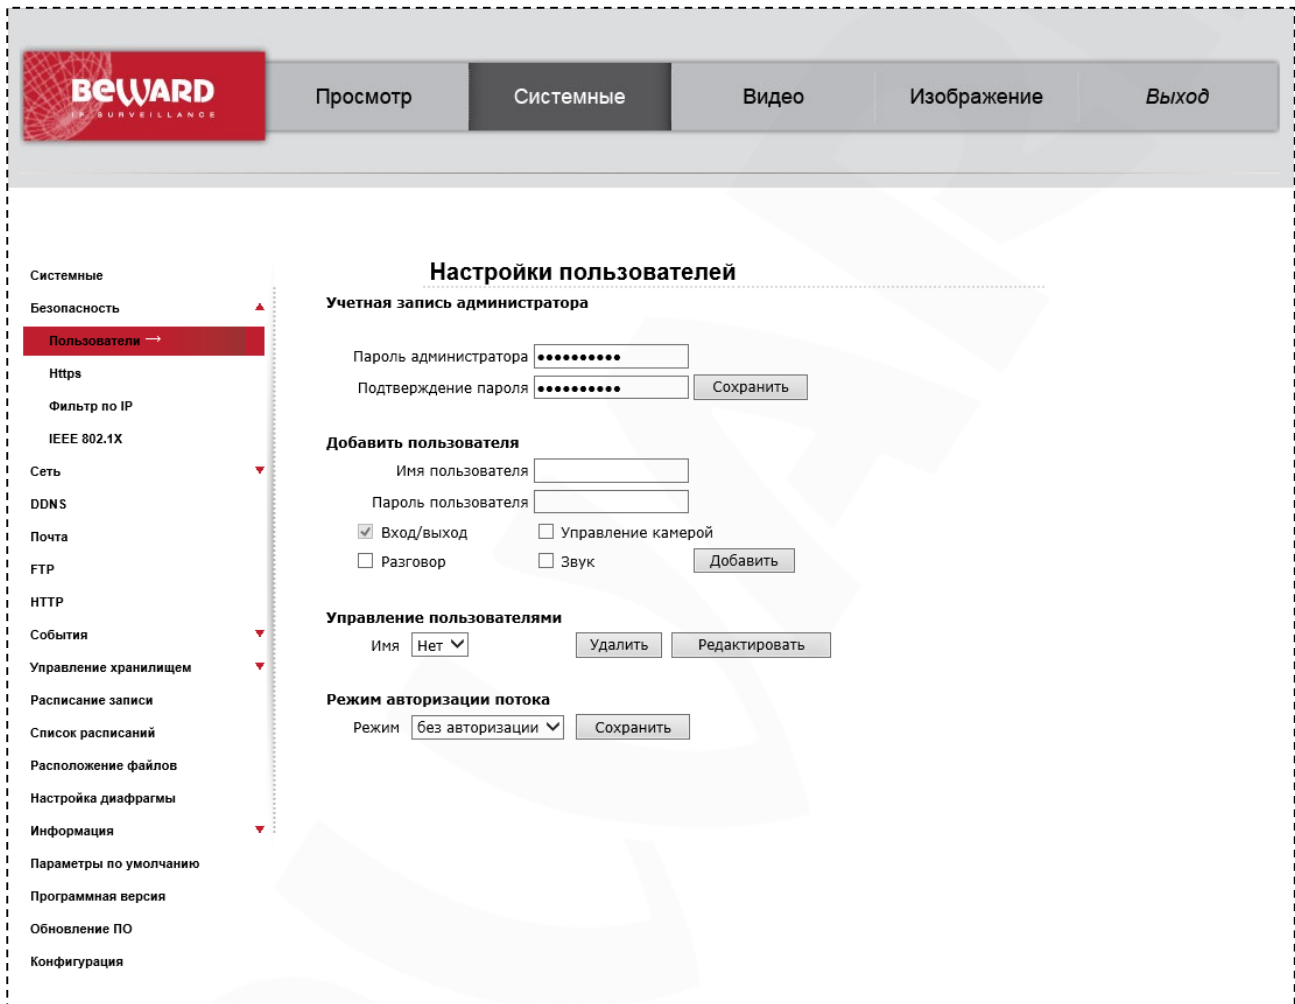 BEWARD
IP SURVEILLANCE
Просмотр
Системные
Видео
Изображение
Выход
Системные
Безопасность
Пользователи →
Https
Фильтр по IP
IEEE 802.1X
Сеть
DDNS
Почта
FTP
HTTP
События
Управление хранилищем
Расписание записи
Список расписаний
Расположение файлов
Настройка диафрагмы
Информация
Параметры по умолчанию
Программная версия
Обновление ПО
Конфигурация
Настройки пользователей
Учетная запись администратора
Пароль администратора ••••••••••
Подтверждение пароля •••••••••• Сохранить
Добавить пользователя
Имя пользователя
Пароль пользователя
Вход/выход Управление камерой
Разговор Звук Добавить
Управление пользователями
Имя Нет Удалить Редактировать
Режим авторизации потока
Режим без авторизации Сохранить